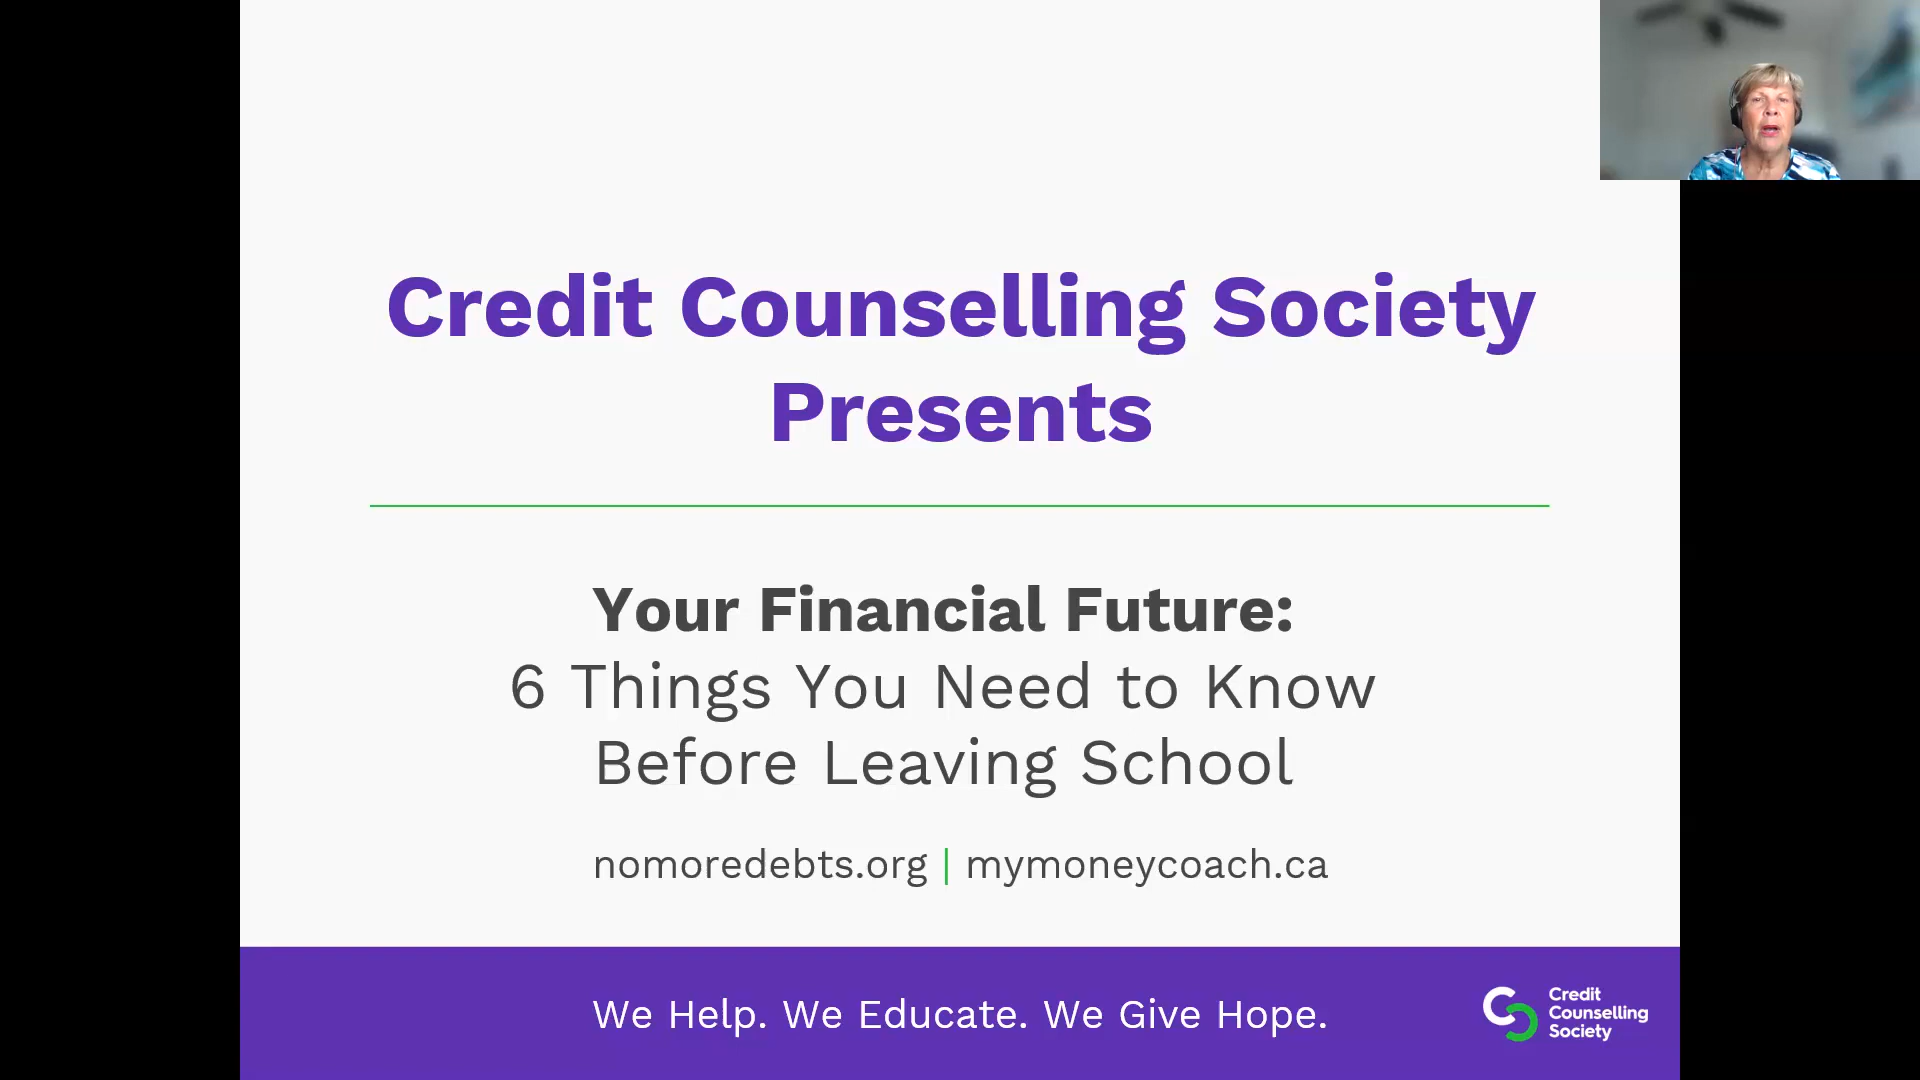 Credit Counselling Society
Presents
Your Financial Future:
6 Things You Need to Know
Before Leaving School
nomoredebts.org | mymoneycoach.ca
We Help. We Educate. We Give Hope.
Credit
Counselling
Society